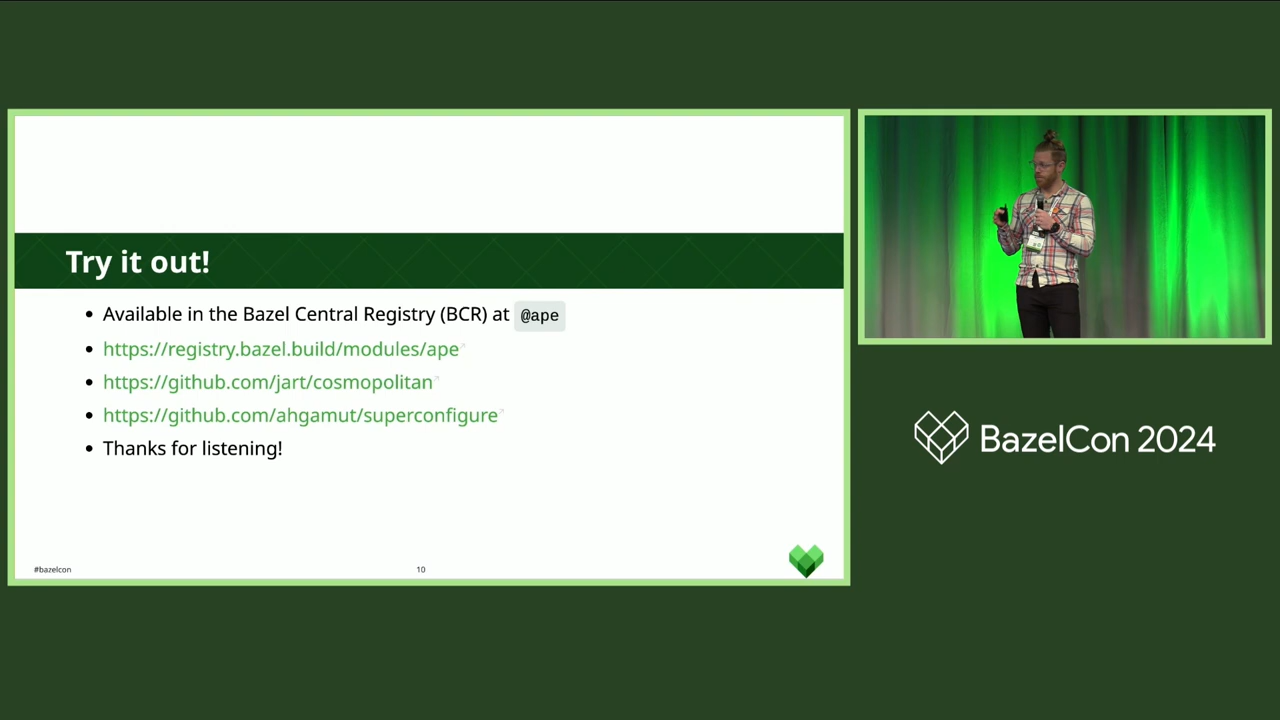 Try it out!
Available in the Bazel Central Registry (BCR) at @ape
https://registry.bazel.build/modules/ape
https://github.com/jart/cosmopolitan
https://github.com/ahgamut/superconfigure
Thanks for listening!
#bazelcon
10
BazelCon 2024